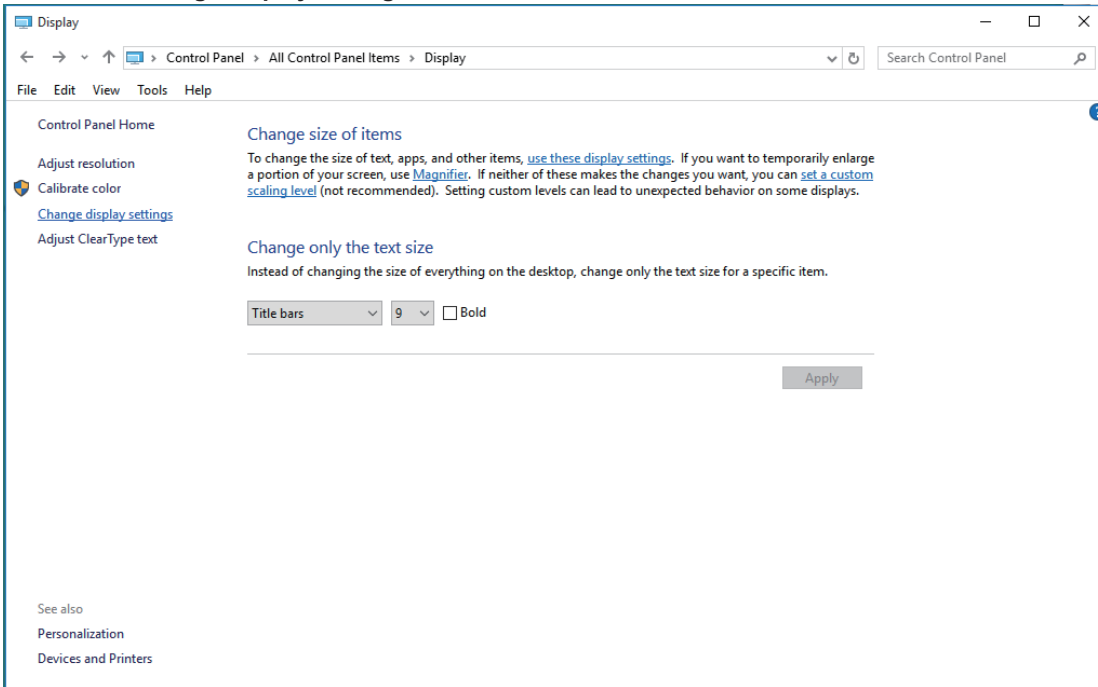 Display
Control Panel > All Control Panel Items > Display
Search Control Panel
File Edit View Tools Help
Control Panel Home
Adjust resolution
Calibrate color
Change display settings
Adjust ClearType text
Change size of items
To change the size of text, apps, and other items, use these display settings. If you want to temporarily enlarge
a portion of your screen, use Magnifier. If neither of these makes the changes you want, you can set a custom
scaling level (not recommended). Setting custom levels can lead to unexpected behavior on some displays.
Change only the text size
Instead of changing the size of everything on the desktop, change only the text size for a specific item.
Title bars 9 Bold
Apply
See also
Personalization
Devices and Printers